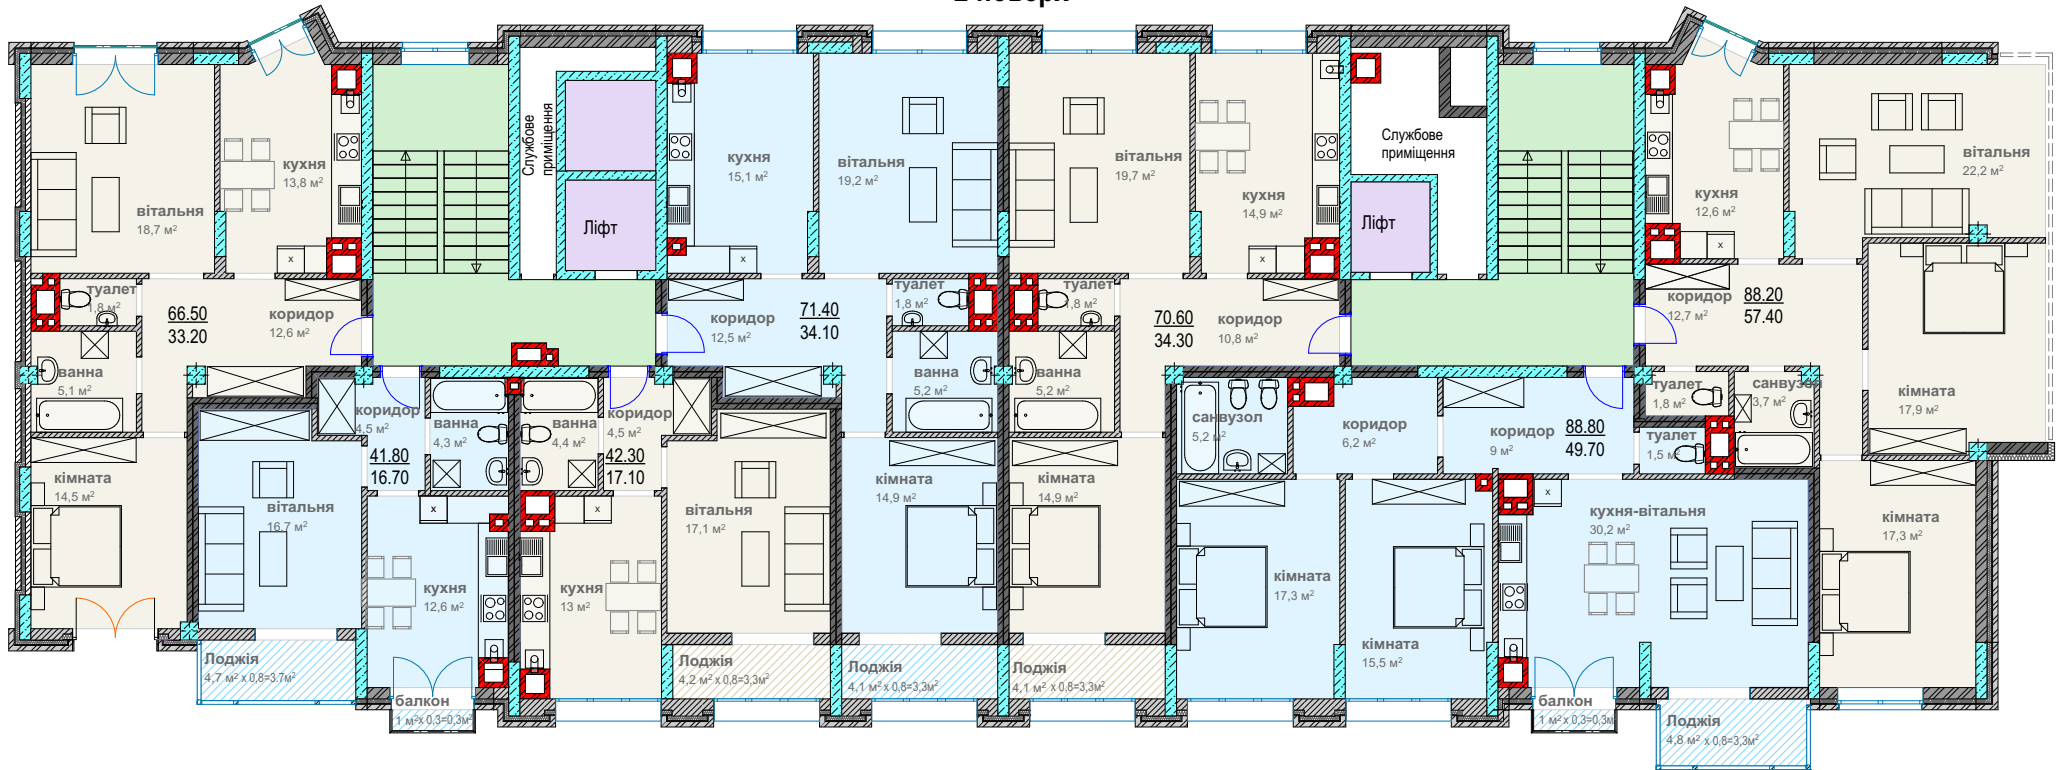 вітальня
18,7 м²
кухня
13,8 м²
туалет
1,8 м²
66.50
33.20
коридор
12,6 м²
ванна
5,1 м²
кімната
14,5 м²
Службове
приміщення
Ліфт
коридор
4,5 м²
41.80
16.70
ванна
4,3 м²
вітальня
16,7 м²
кухня
12,6 м²
Лоджія
4,7 м² x 0,8=3.7м²
балкон
1 м² x 0,3=0,3м²
ванна
4,4 м²
коридор
4,5 м²
42.30
17.10
вітальня
17,1 м²
кухня
13 м²
Лоджія
4,2 м² x 0,8=3,3м²
кухня
15,1 м²
вітальня
19,2 м²
коридор
12,5 м²
71.40
34.10
туалет
1,8 м²
ванна
5,2 м²
кімната
14,9 м²
Лоджія
4,1 м² x 0,8=3,3м²
вітальня
19,7 м²
кухня
14,9 м²
туалет
1,8 м²
70.60
34.30
коридор
10,8 м²
ванна
5,2 м²
кімната
14,9 м²
Лоджія
4,1 м² x 0,8=3,3м²
Службове
приміщення
Ліфт
санвузол
5,2 м²
коридор
6,2 м²
коридор
9 м²
88.80
49.70
туалет
1,5 м²
кімната
17,3 м²
кімната
15,5 м²
кухня-вітальня
30,2 м²
балкон
1 м² x 0,3=0,3м
Лоджія
4,8 м² x 0,8=3,3м²
кухня
12,6 м²
вітальня
22,2 м²
коридор
12,7 м²
88.20
57.40
туалет
1,8 м²
санвузол
3,7 м²
кімната
17,9 м²
кімната
17,3 м²
x
x
x
x
x
x
x
x